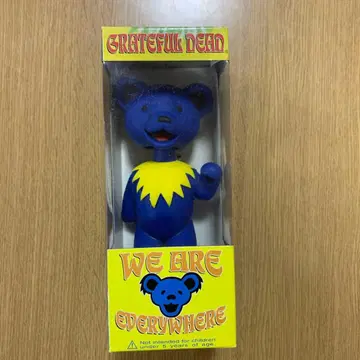 GRATEFUL DEAD
WE ARE
EVERYWHERE
Not intended for children
under 5 years of age.